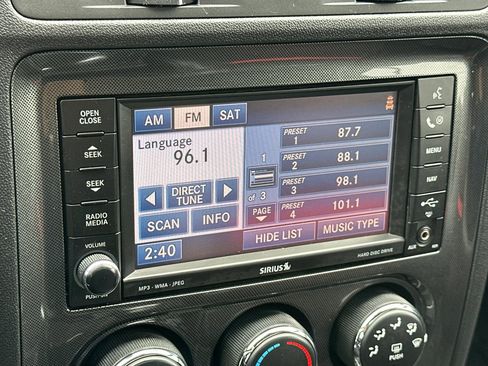 OPEN
CLOSE
SEEK
SEEK
RADIO
MEDIA
VOLUME
PUSH
AM FM SAT
Language
96.1
DIRECT
TUNE
SCAN INFO
2:40
1
of 3
PAGE
PRESET
1 87.7
PRESET
2 88.1
PRESET
3 98.1
PRESET
4 101.1
HIDE LIST MUSIC TYPE
MENU
NAV
AUX
MP3 - WMA - JPEG
SIRIUS
HARD DISC DRIVE
PUSH